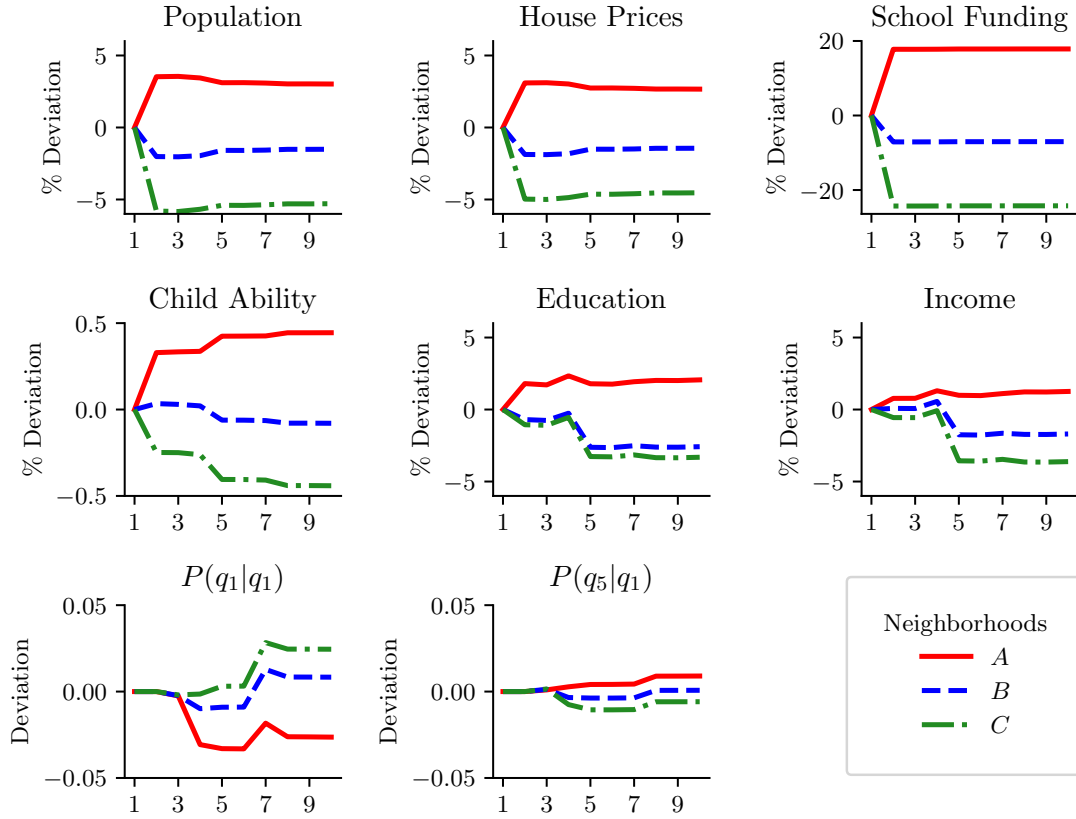 Population
% Deviation
5
0
−5
1 3 5 7 9
House Prices
% Deviation
5
0
−5
1 3 5 7 9
School Funding
% Deviation
20
0
−20
1 3 5 7 9
Child Ability
% Deviation
0.5
0.0
−0.5
1 3 5 7 9
Education
% Deviation
5
0
−5
1 3 5 7 9
Income
% Deviation
5
0
−5
1 3 5 7 9
P(q₁|q₁)
Deviation
0.05
0.00
−0.05
1 3 5 7 9
P(q₅|q₁)
Deviation
0.05
0.00
−0.05
1 3 5 7 9
Neighborhoods
A
B
C